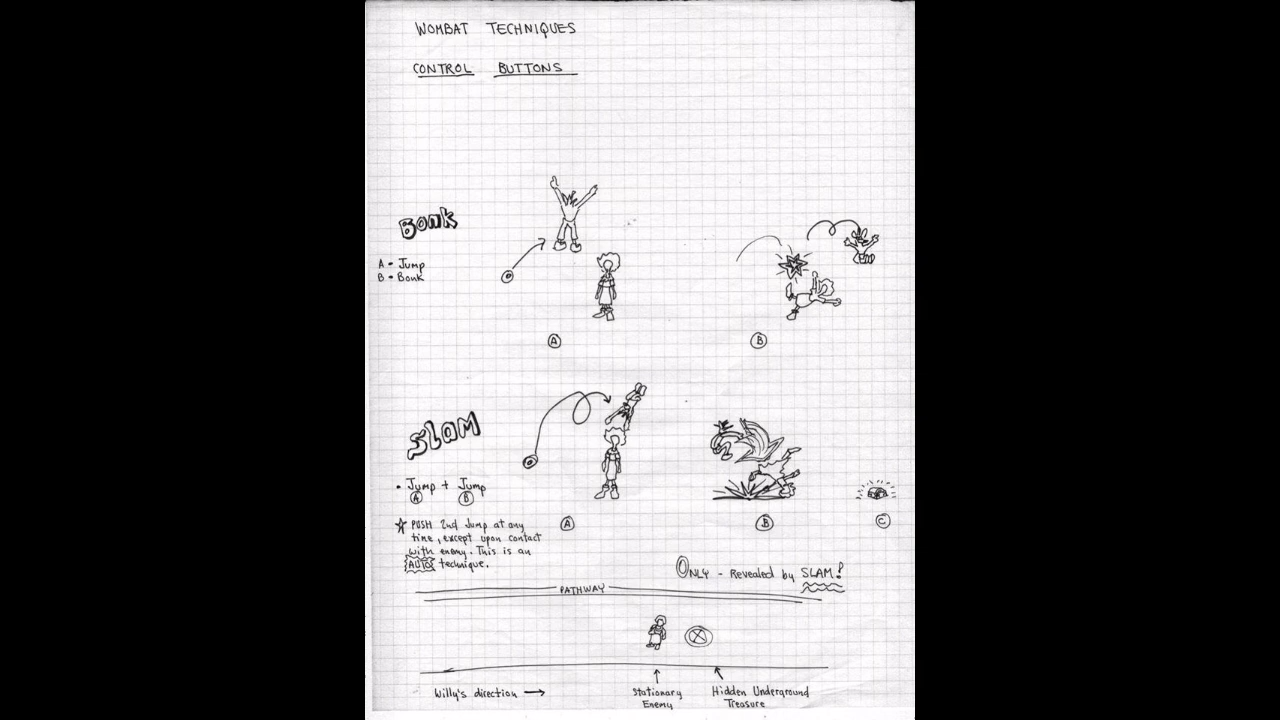 WOMBAT TECHNIQUES
CONTROL BUTTONS
Bonk
A - Jump
B - Bonk
A
B
SLAM
• Jump + Jump
A B
☆ PUSH 2nd Jump at any
time, except upon contact
with enemy. This is an
AUTO technique.
A
B
C
ONLY - Revealed by SLAM!
PATHWAY
X
Willy's direction →
Stationary
Enemy
Hidden Underground
Treasure